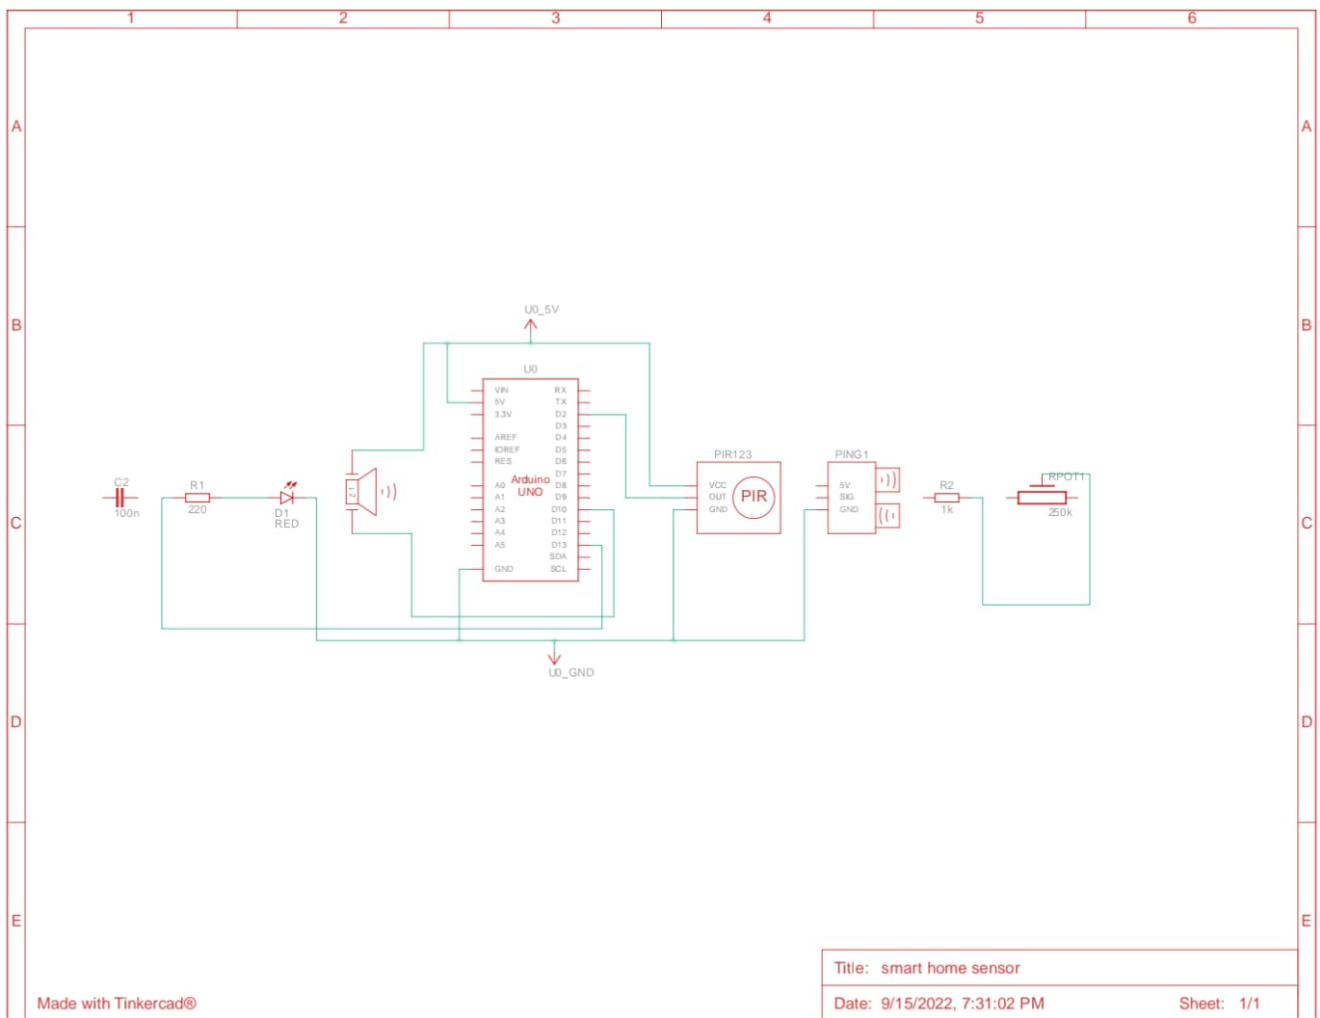 1 2 3 4 5 6
A A
B B
C C
D D
E E
U0_5V
U0
VIN RX
5V TX
3.3V D2
D3
AREF D4
IOREF D5
RES D6
D7
A0 D8
A1 D9
A2 D10
A3 D11
A4 D12
A5 D13
SDA
GND SCL
Arduino
UNO
C2
100n
R1
220
D1
RED
1 2
PIR123
VCC
OUT
GND
PIR
PING1
5V
SIG
GND
R2
1k
RPOT1
250k
U0_GND
Title: smart home sensor
Made with Tinkercad®
Date: 9/15/2022, 7:31:02 PM Sheet: 1/1